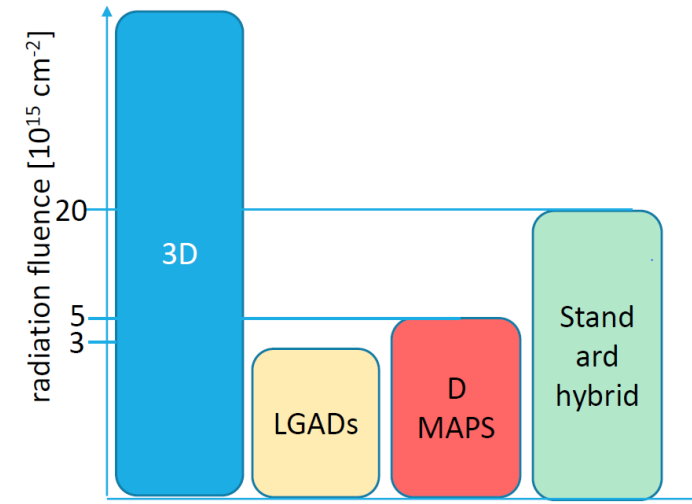 radiation fluence [10¹⁵ cm⁻²]
20
5
3
3D
LGADs
D
MAPS
Stand
ard
hybrid